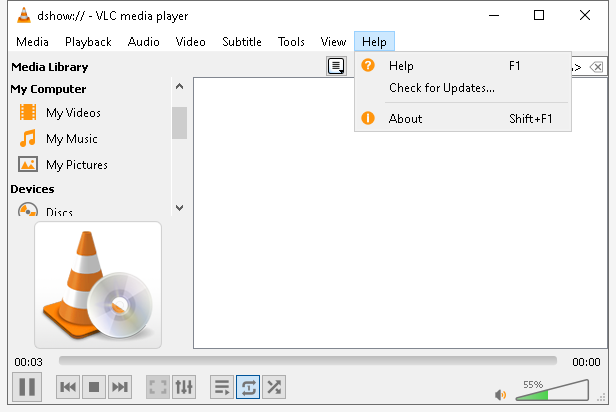 dshow:// - VLC media player
Media Playback Audio Video Subtitle Tools View Help
Media Library
Help F1
Check for Updates...
About Shift+F1
My Computer
My Videos
My Music
My Pictures
Devices
Discs
00:03 00:00
55%